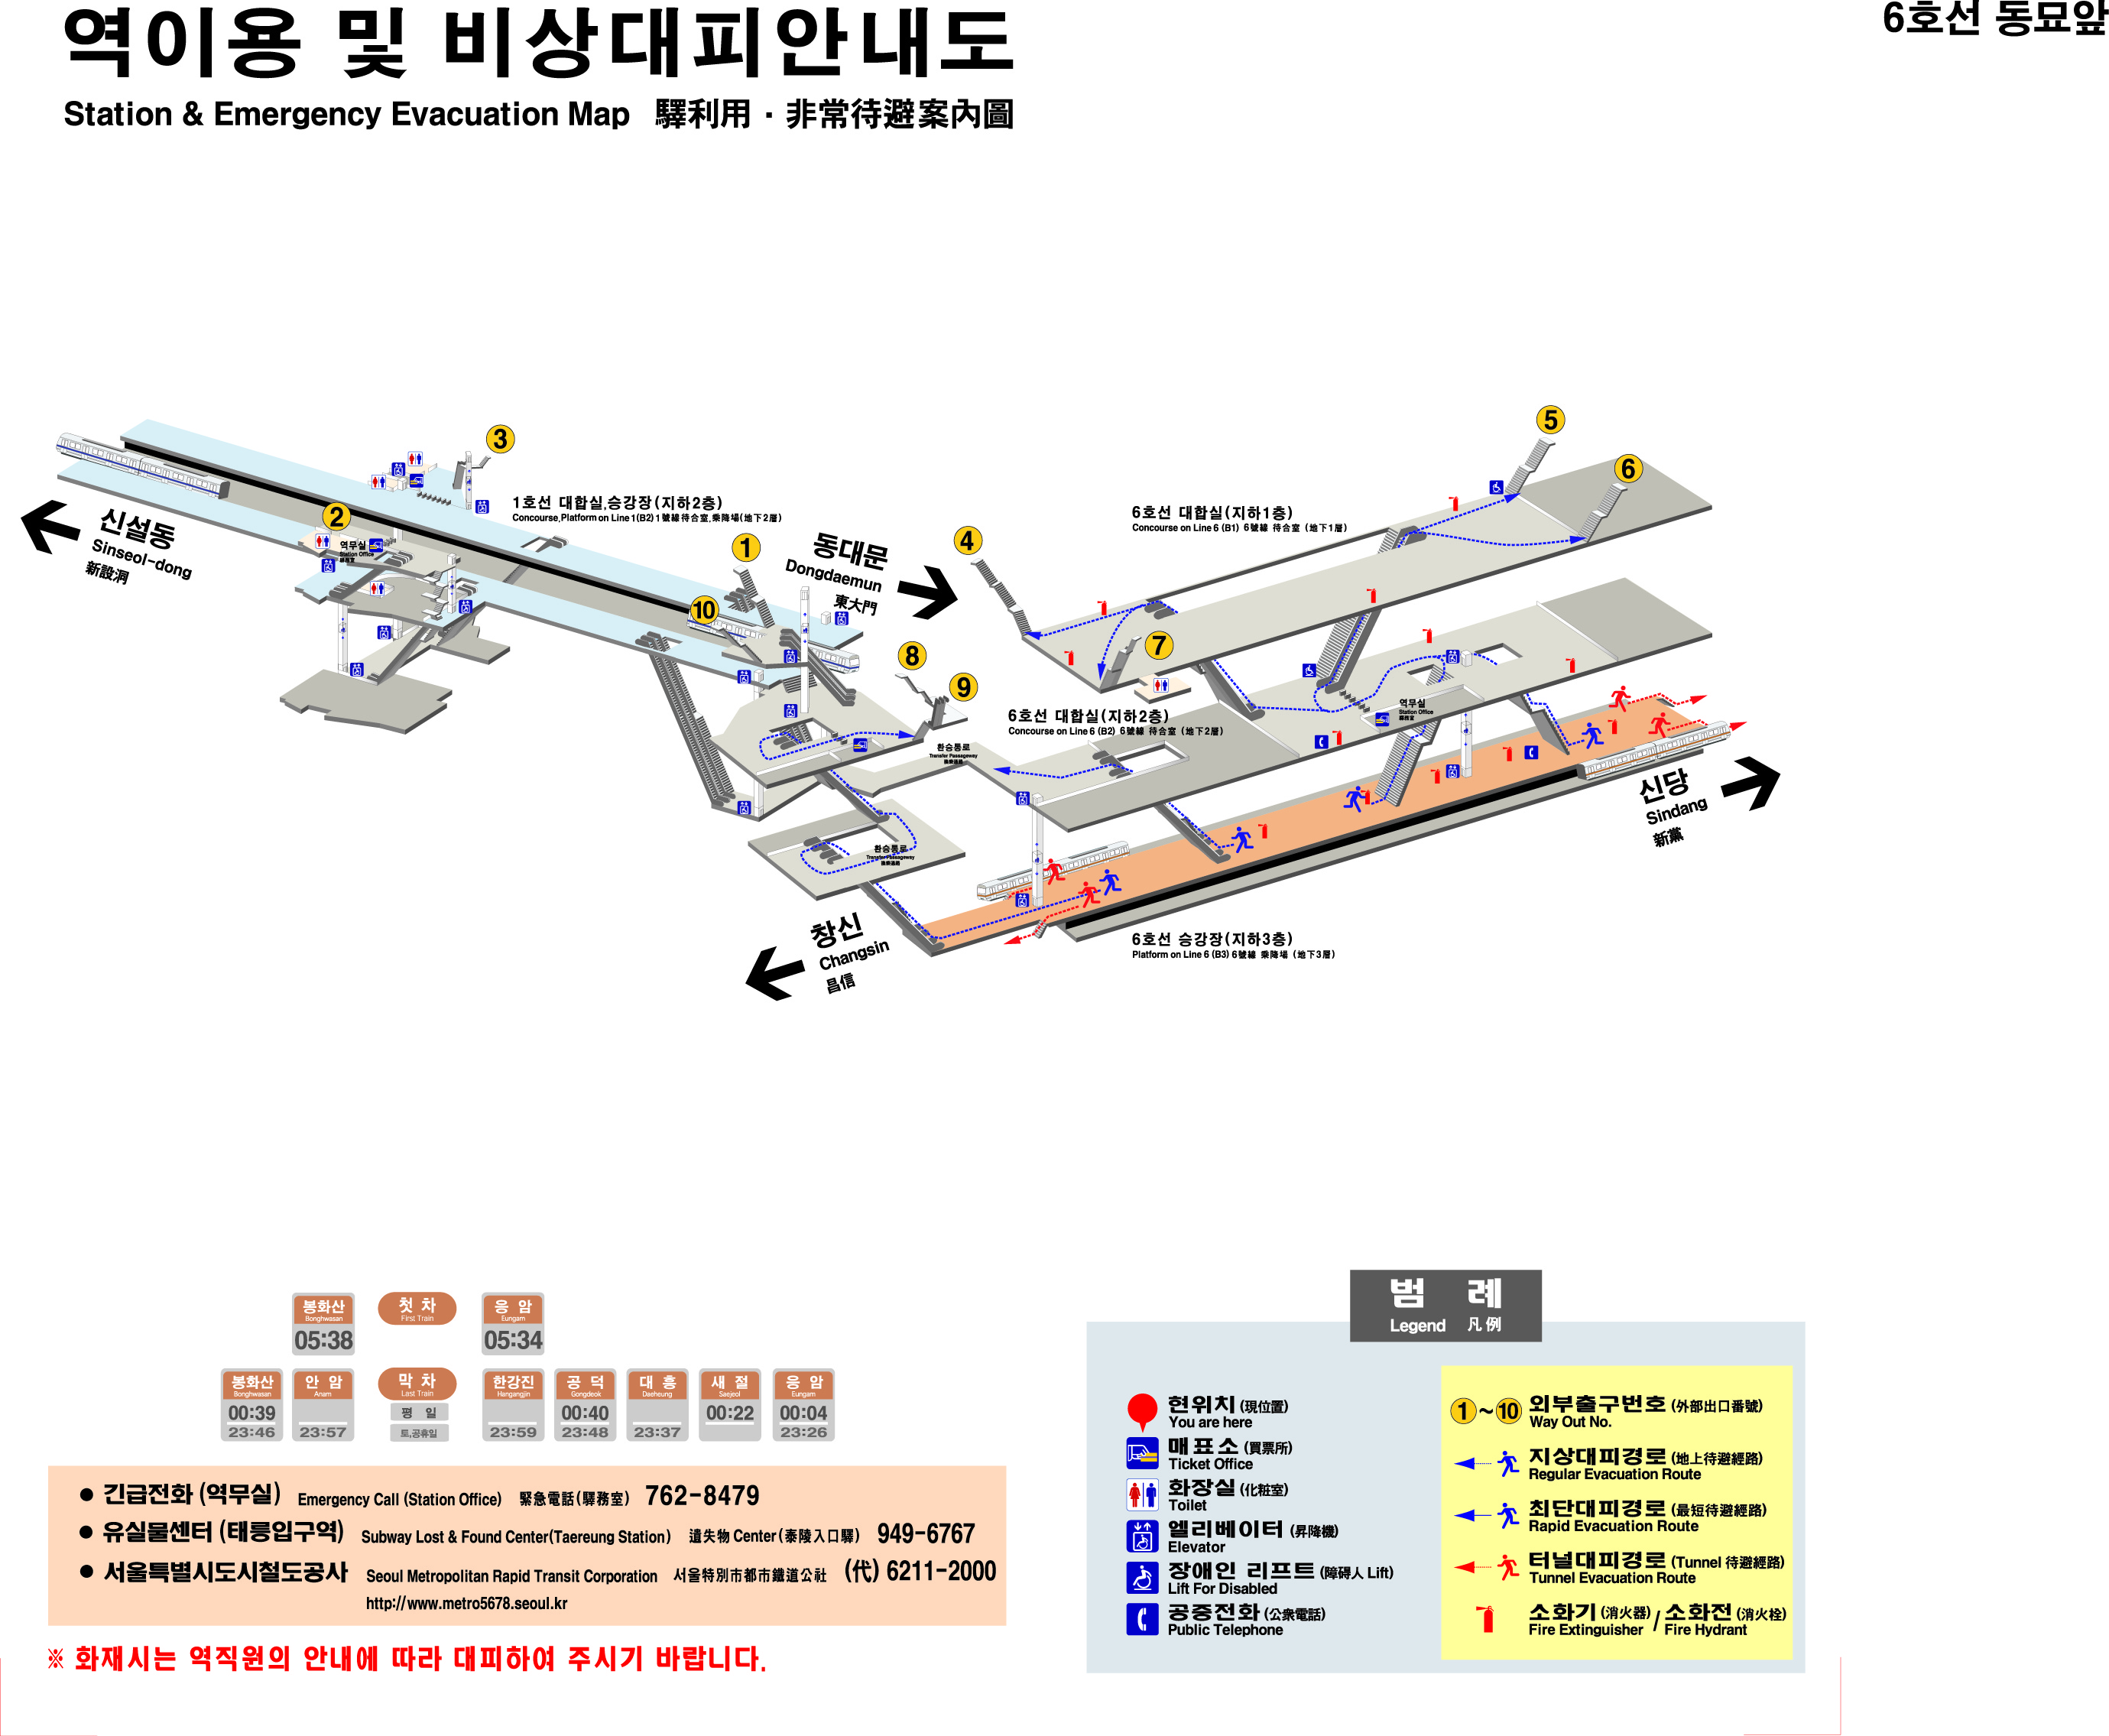 역이용 및 비상대피안내도
Station & Emergency Evacuation Map 驛利用・非常待避案內圖
6호선 동묘앞
3
5
6
2
1
10
4
7
8
9
신설동
Sinseol-dong
新設洞
1호선 대합실,승강장(지하2층)
Concourse,Platform on Line 1(B2) 1號線待合室,乘降場(地下2層)
역무실
Station Office
驛務室
동대문
Dongdaemun
東大門
6호선 대합실(지하1층)
Concourse on Line 6 (B1) 6號線 待合室 (地下1層)
6호선 대합실(지하2층)
Concourse on Line 6 (B2) 6號線 待合室 (地下2層)
역무실
Station Office
驛務室
환승통로
Transfer Passageway
환승통로
Transfer Passageway
신당
Sindang
新黨
창신
Changsin
昌信
6호선 승강장(지하3층)
Platform on Line 6 (B3) 6號線 乘降場 (地下3層)
봉화산
Bonghwasan
05:38
첫 차
First Train
응 암
Eungam
05:34
봉화산
Bonghwasan
00:39
23:46
안 암
Anam
23:57
막 차
Last Train
평 일
토,공휴일
한강진
Hangangjin
23:59
공 덕
Gongdeok
00:40
23:48
대 흥
Daeheung
23:37
새 절
Saejeol
00:22
응 암
Eungam
00:04
23:26
● 긴급전화 (역무실) Emergency Call (Station Office) 緊急電話(驛務室) 762-8479
● 유실물센터 (태릉입구역) Subway Lost & Found Center(Taereung Station) 遺失物 Center(泰陵入口驛) 949-6767
● 서울특별시도시철도공사 Seoul Metropolitan Rapid Transit Corporation 서울特別市都市鐵道公社 (代) 6211-2000
http://www.metro5678.seoul.kr
※ 화재시는 역직원의 안내에 따라 대피하여 주시기 바랍니다.
범 례
Legend 凡例
현위치 (現位置)
You are here
매표소 (買票所)
Ticket Office
화장실 (化粧室)
Toilet
엘리베이터 (昇降機)
Elevator
장애인 리프트 (障碍人 Lift)
Lift For Disabled
공중전화 (公衆電話)
Public Telephone
1 ~ 10 외부출구번호 (外部出口番號)
Way Out No.
지상대피경로 (地上待避經路)
Regular Evacuation Route
최단대피경로 (最短待避經路)
Rapid Evacuation Route
터널대피경로 (Tunnel 待避經路)
Tunnel Evacuation Route
소화기 (消火器) / 소화전 (消火栓)
Fire Extinguisher / Fire Hydrant